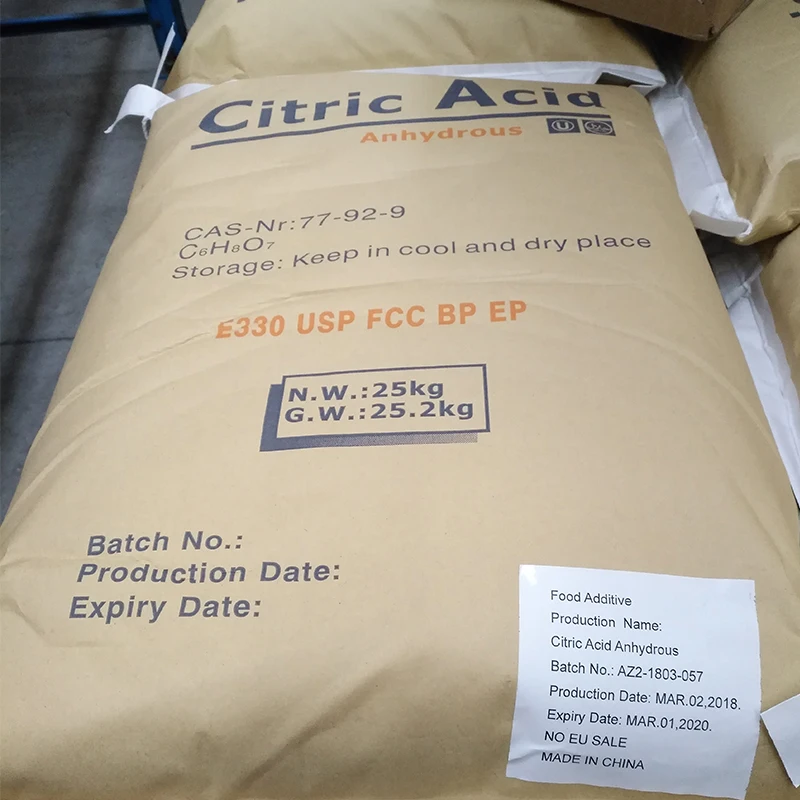 Citric Acid
Anhydrous
U
CAS-Nr:77-92-9
C₆H₈O₇
Storage: Keep in cool and dry place
E330 USP FCC BP EP
N.W.:25kg
G.W.:25.2kg
Batch No.:
Production Date:
Expiry Date:
Food Additive
Production Name:
Citric Acid Anhydrous
Batch No.: AZ2-1803-057
Production Date: MAR.02,2018.
Expiry Date: MAR.01,2020.
NO EU SALE
MADE IN CHINA